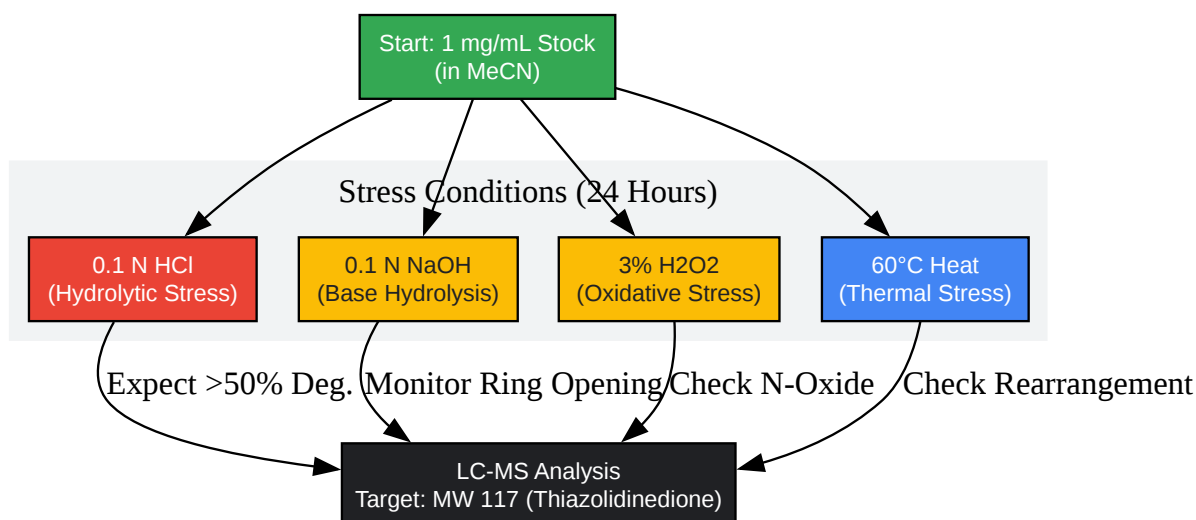 Start: 1 mg/mL Stock
(in MeCN)
Stress Conditions (24 Hours)
0.1 N HCl
(Hydrolytic Stress)
0.1 N NaOH
(Base Hydrolysis)
3% H2O2
(Oxidative Stress)
60°C Heat
(Thermal Stress)
Expect >50% Deg.
Monitor Ring Opening
Check N-Oxide
Check Rearrangement
LC-MS Analysis
Target: MW 117 (Thiazolidinedione)